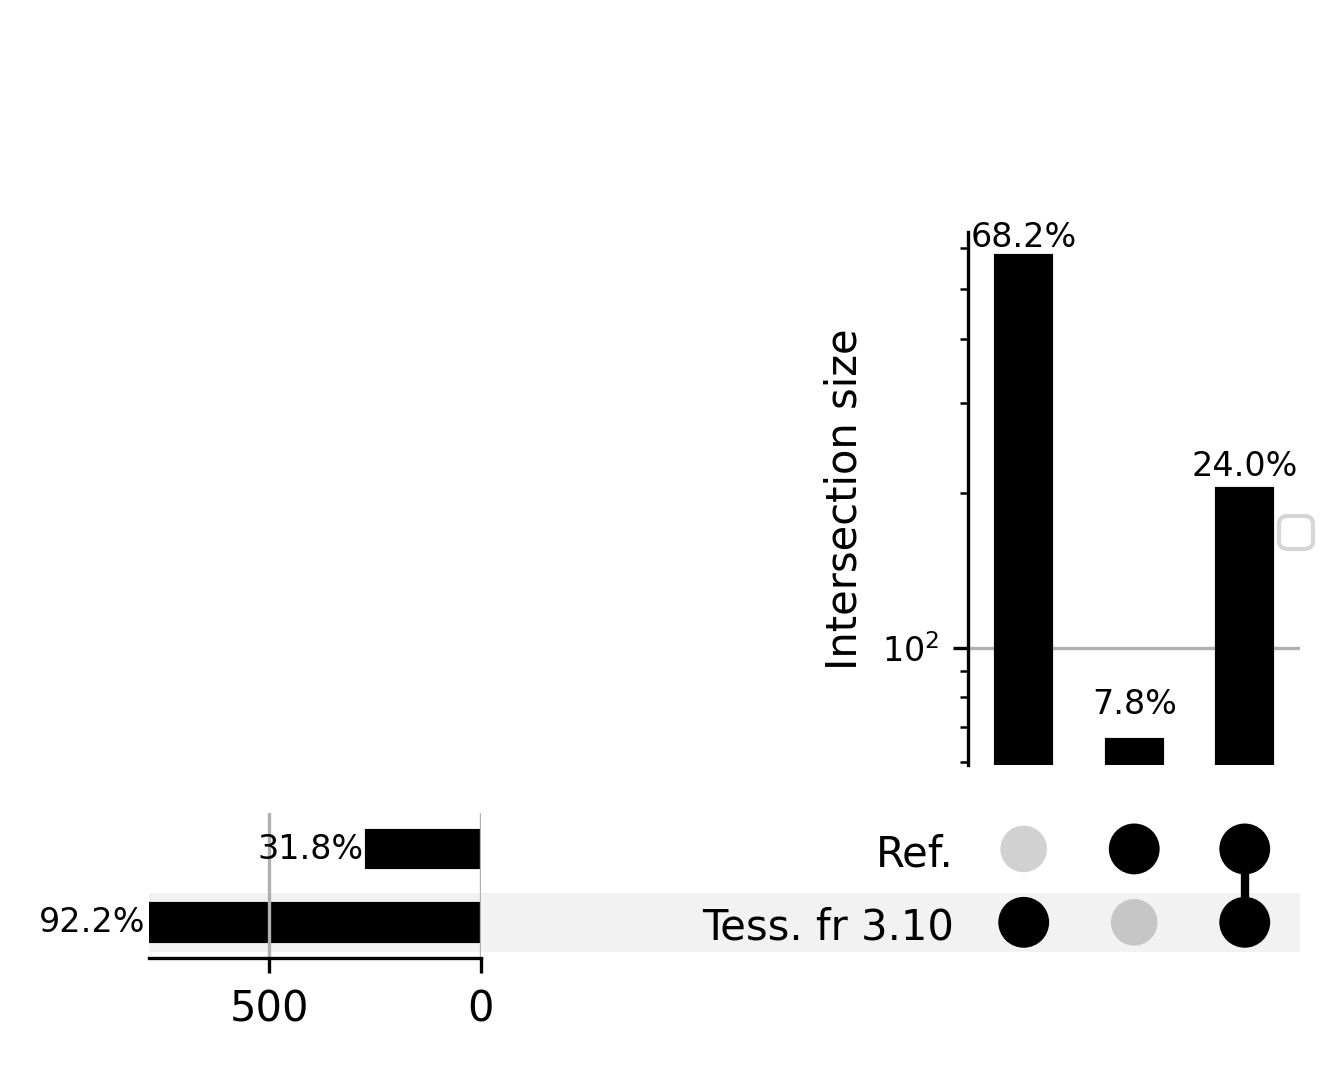 68.2%
24.0%
Intersection size
10²
7.8%
31.8%
Ref.
92.2%
Tess. fr 3.10
500
0